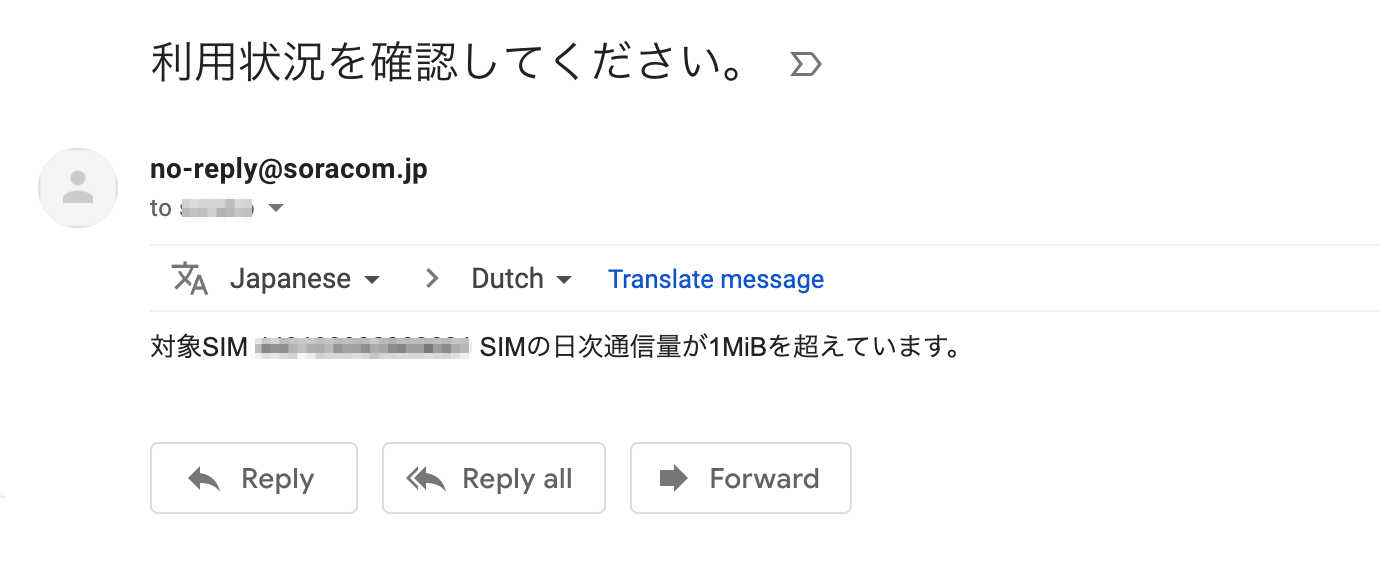 利用状況を確認してください。
no-reply@soracom.jp
to
Japanese > Dutch Translate message
対象SIM SIMの日次通信量が1MiBを超えています。
Reply Reply all Forward